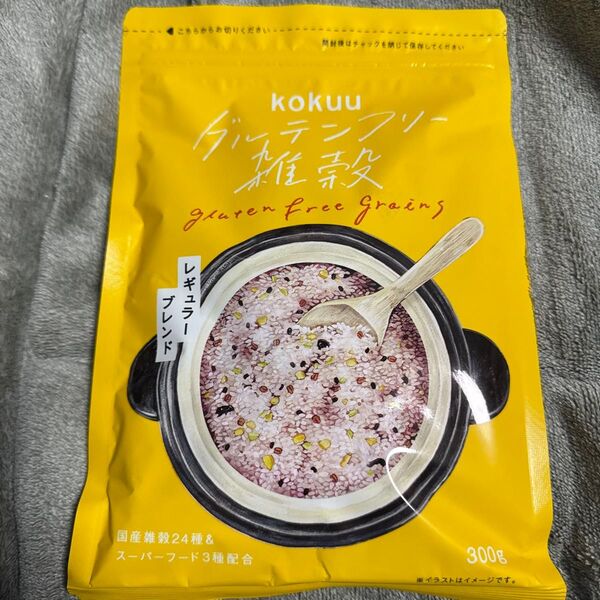 ◀こちらからお切りください
開封後はチャックを閉じて保存してください
kokuu
グルテンフリー
雑穀
gluten free grains
レギュラー
ブレンド
国産雑穀24種&
スーパーフード3種配合
300g
※イラストはイメージです。